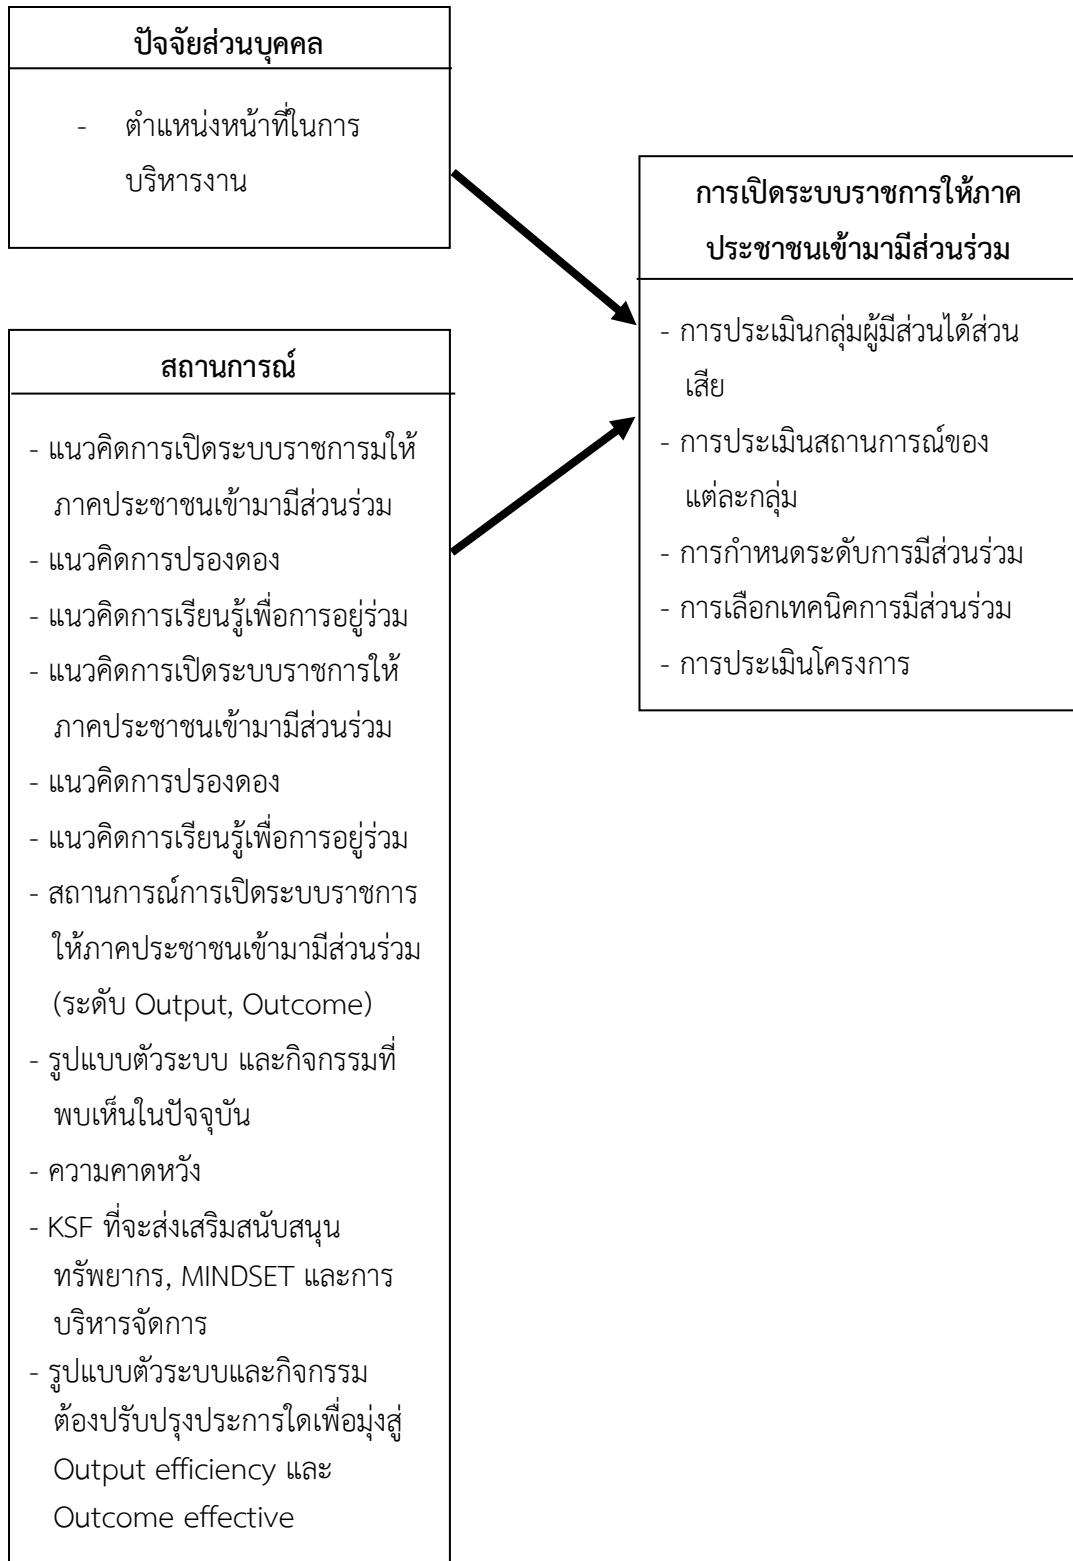 ปัจจัยส่วนบุคคล
- ตำแหน่งหน้าที่ในการ
บริหารงาน
สถานการณ์
- แนวคิดการเปิดระบบราชการมให้
ภาคประชาชนเข้ามามีส่วนร่วม
- แนวคิดการปรองดอง
- แนวคิดการเรียนรู้เพื่อการอยู่ร่วม
- แนวคิดการเปิดระบบราชการให้
ภาคประชาชนเข้ามามีส่วนร่วม
- แนวคิดการปรองดอง
- แนวคิดการเรียนรู้เพื่อการอยู่ร่วม
- สถานการณ์การเปิดระบบราชการ
ให้ภาคประชาชนเข้ามามีส่วนร่วม
(ระดับ Output, Outcome)
- รูปแบบตัวระบบ และกิจกรรมที่
พบเห็นในปัจจุบัน
- ความคาดหวัง
- KSF ที่จะส่งเสริมสนับสนุน
ทรัพยากร, MINDSET และการ
บริหารจัดการ
- รูปแบบตัวระบบและกิจกรรม
ต้องปรับปรุงประการใดเพื่อมุ่งสู่
Output efficiency และ
Outcome effective
การเปิดระบบราชการให้ภาค
ประชาชนเข้ามามีส่วนร่วม
- การประเมินกลุ่มผู้มีส่วนได้ส่วน
เสีย
- การประเมินสถานการณ์ของ
แต่ละกลุ่ม
- การกำหนดระดับการมีส่วนร่วม
- การเลือกเทคนิคการมีส่วนร่วม
- การประเมินโครงการ